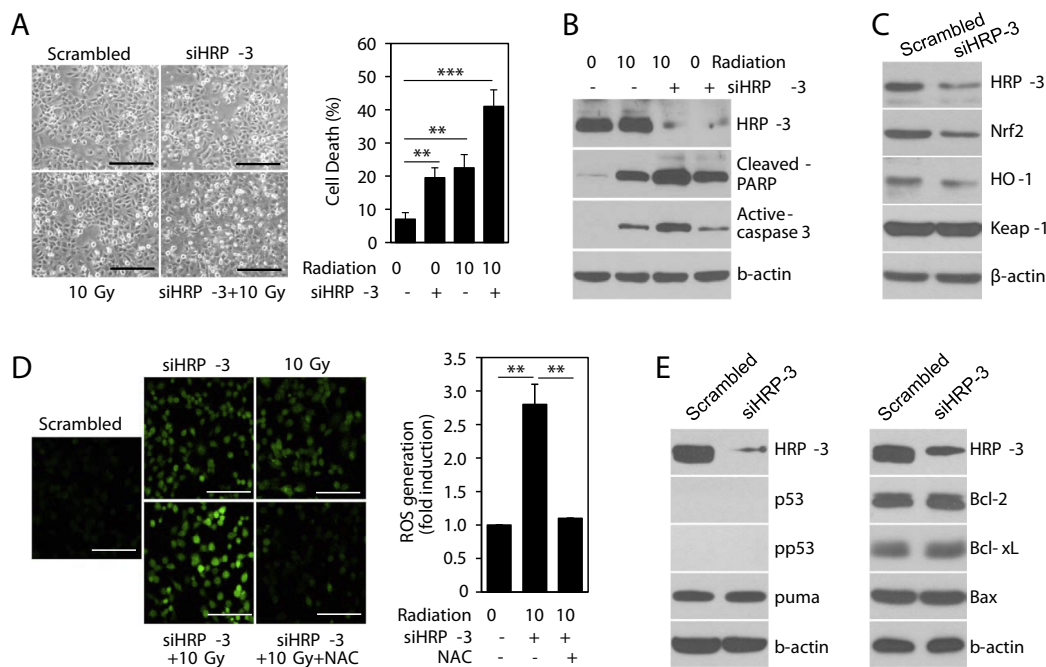 A
Scrambled
siHRP -3
10 Gy
siHRP -3+10 Gy
Cell Death (%)
60
50
40
30
20
10
0
***
**
**
Radiation 0 0 10 10
siHRP -3 - + - +
B
0 10 10 0 Radiation
- - + + siHRP -3
HRP -3
Cleaved -
PARP
Active-
caspase 3
b-actin
C
Scrambled
siHRP-3
HRP -3
Nrf2
HO -1
Keap -1
β-actin
D
siHRP -3
10 Gy
Scrambled
siHRP -3
+10 Gy
siHRP -3
+10 Gy+NAC
ROS generation
(fold induction)
3.5
3.0
2.5
2.0
1.5
1.0
0.5
0
** **
Radiation 0 10 10
siHRP -3 - + +
NAC - - +
E
Scrambled
siHRP-3
HRP -3
p53
pp53
puma
b-actin
Scrambled
siHRP-3
HRP -3
Bcl-2
Bcl- xL
Bax
b-actin